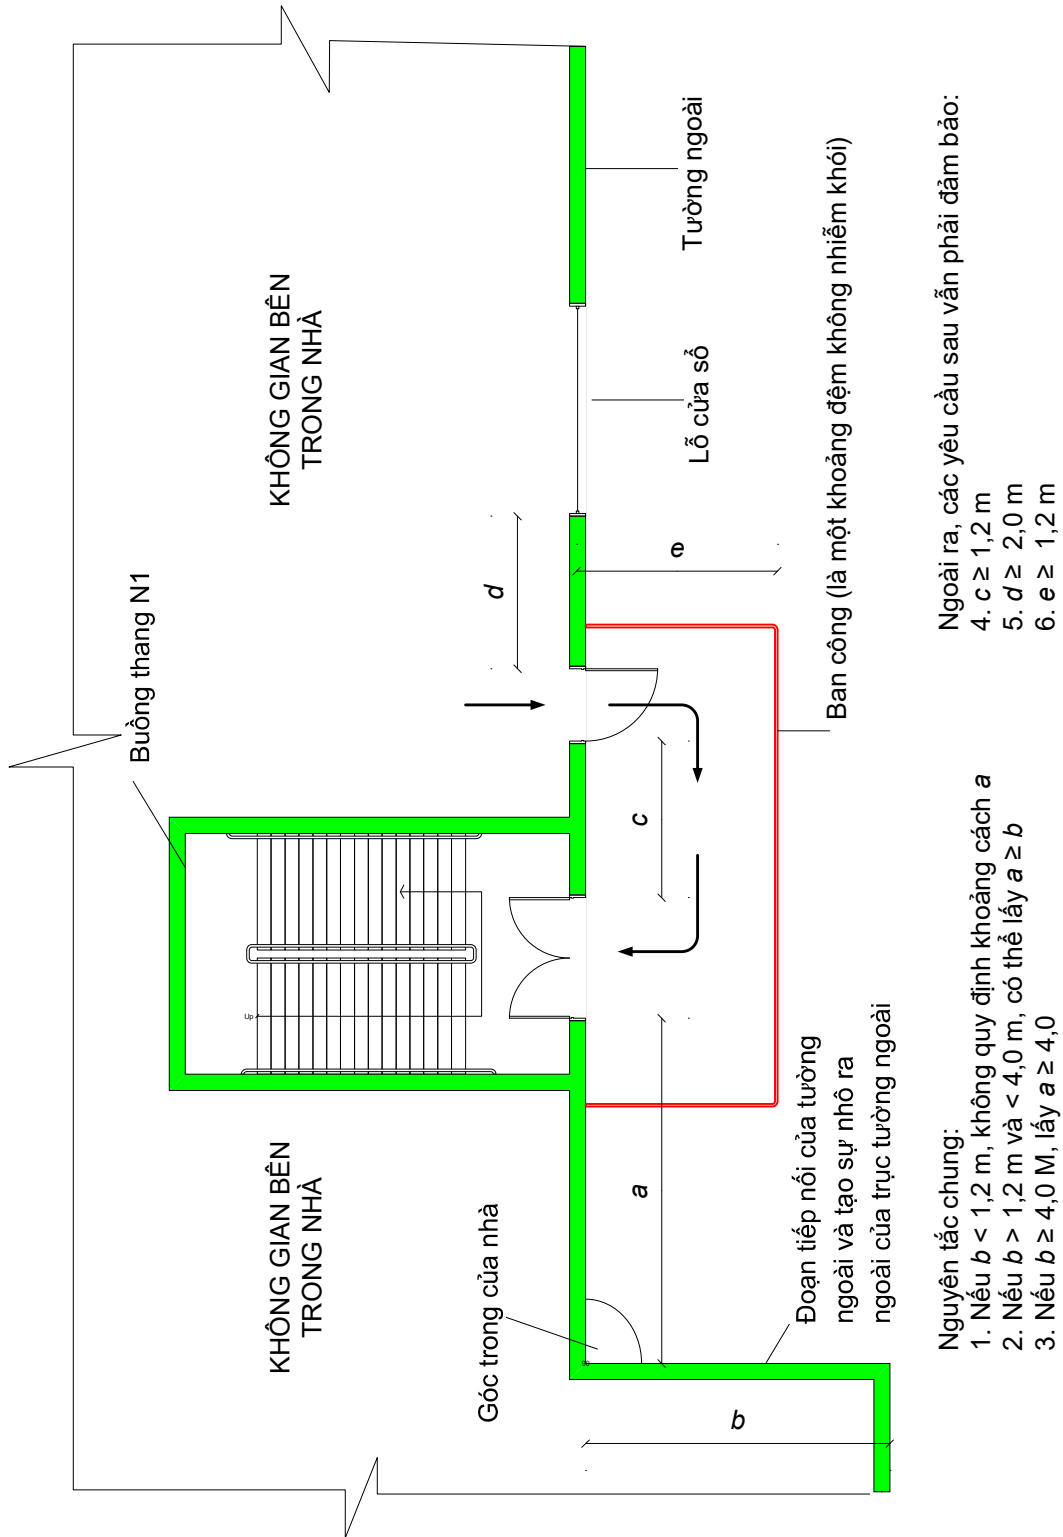 Buồng thang N1
KHÔNG GIAN BÊN
TRONG NHÀ
KHÔNG GIAN BÊN
TRONG NHÀ
Up
Góc trong của nhà
90
a
b
c
d
e
Lỗ cửa sổ
Tường ngoài
Đoạn tiếp nối của tường
ngoài và tạo sự nhô ra
ngoài của trục tường ngoài
Ban công (là một khoảng đệm không nhiễm khói)
Nguyên tắc chung:
1. Nếu b < 1,2 m, không quy định khoảng cách a
2. Nếu b > 1,2 m và < 4,0 m, có thể lấy a ≥ b
3. Nếu b ≥ 4,0 M, lấy a ≥ 4,0
Ngoài ra, các yêu cầu sau vẫn phải đảm bảo:
4. c ≥ 1,2 m
5. d ≥ 2,0 m
6. e ≥ 1,2 m